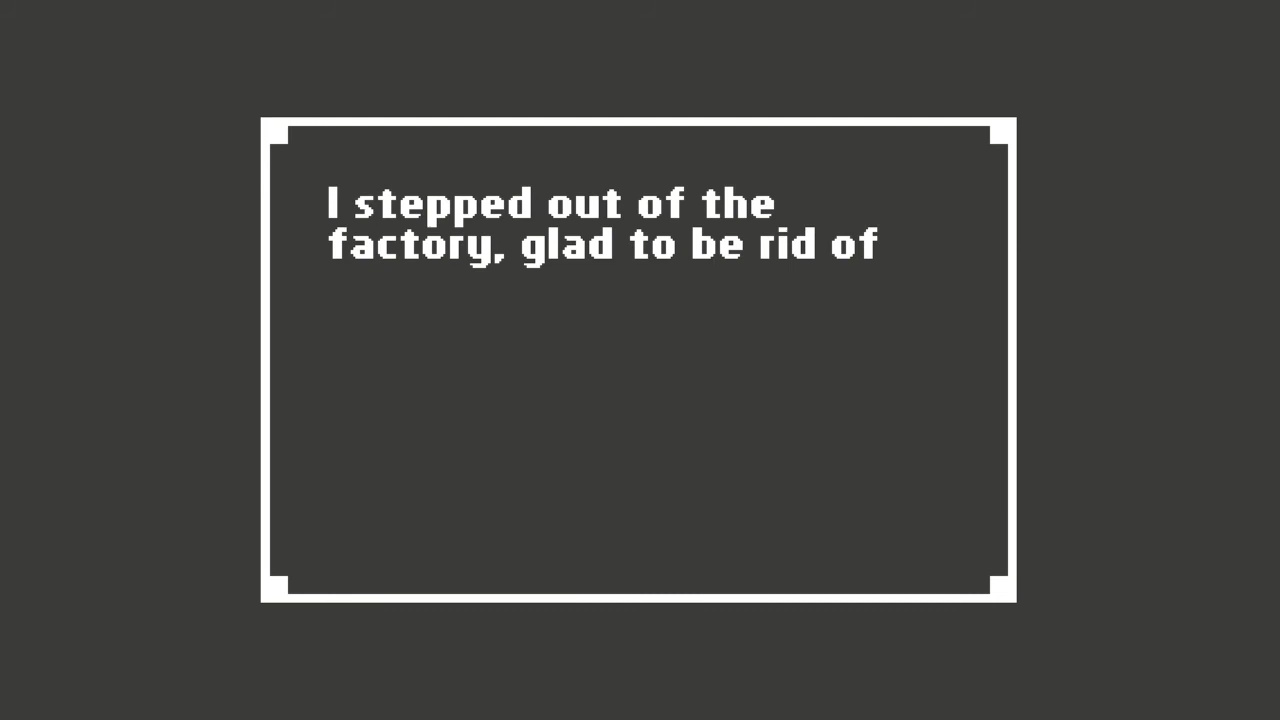 I stepped out of the
factory, glad to be rid of